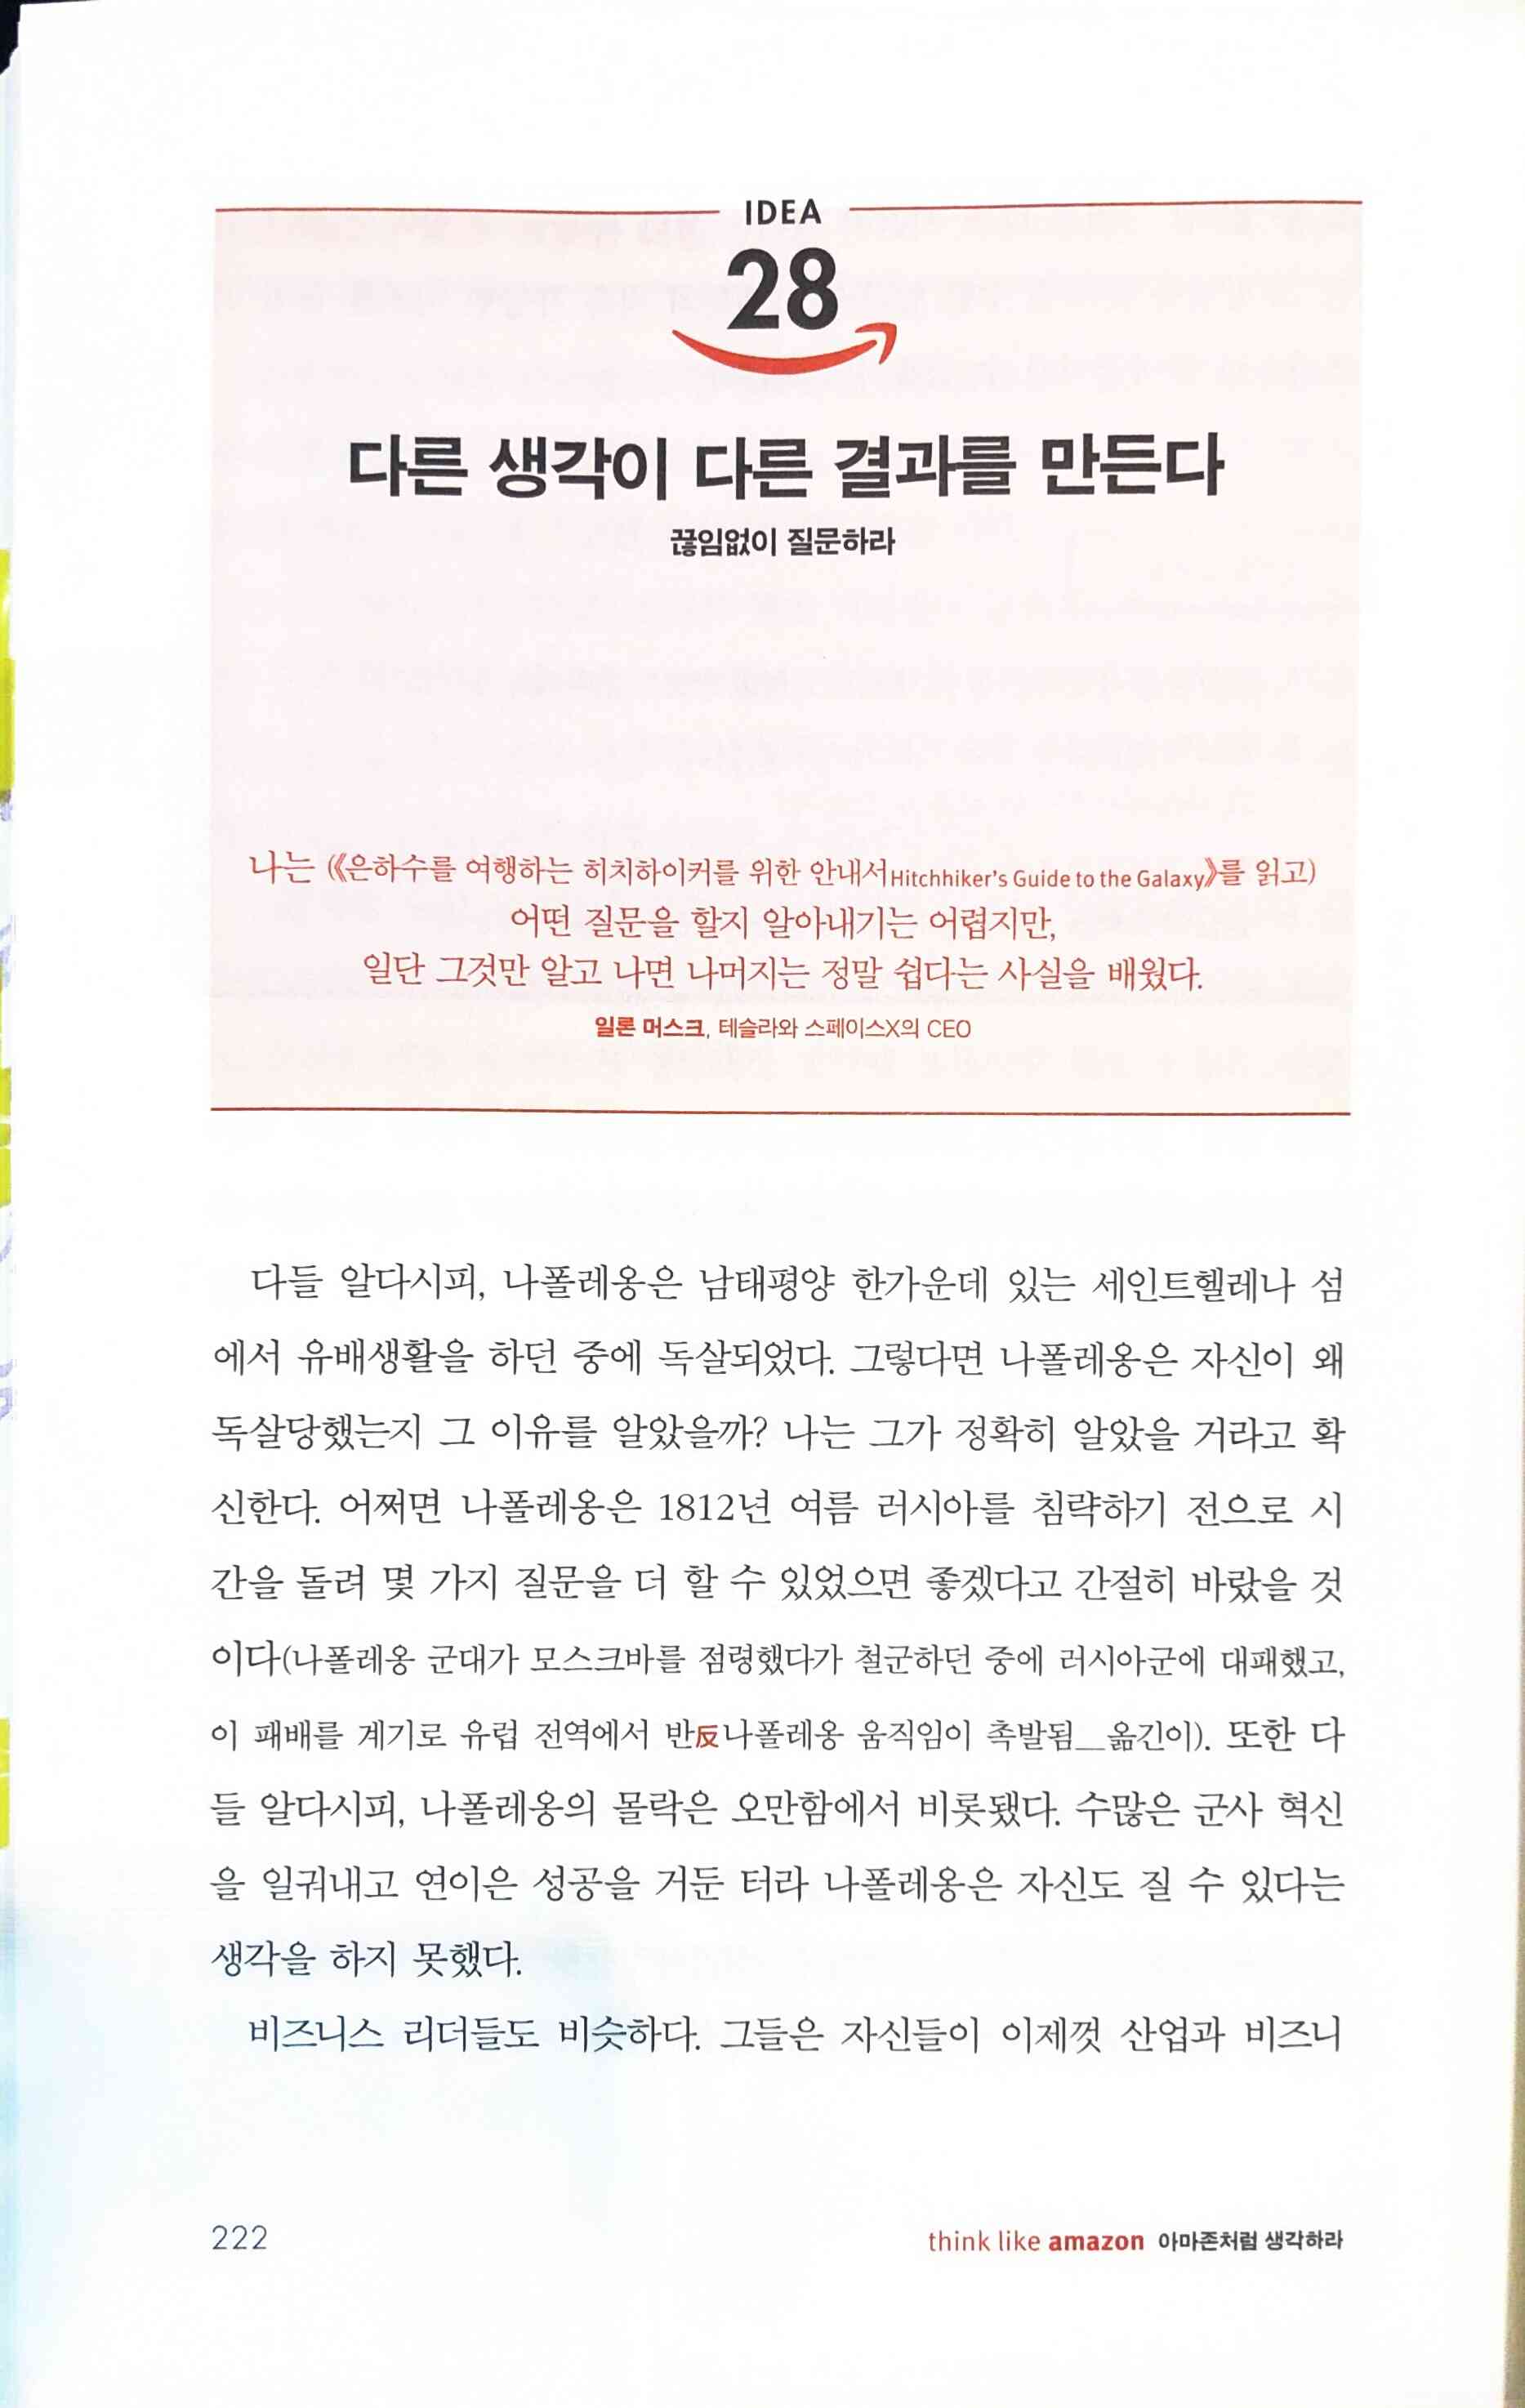 IDEA
28
다른 생각이 다른 결과를 만든다
끊임없이 질문하라
나는 (《은하수를 여행하는 히치하이커를 위한 안내서Hitchhiker's Guide to the Galaxy》를 읽고)
어떤 질문을 할지 알아내기는 어렵지만,
일단 그것만 알고 나면 나머지는 정말 쉽다는 사실을 배웠다.
일론 머스크, 테슬라와 스페이스X의 CEO
다들 알다시피, 나폴레옹은 남태평양 한가운데 있는 세인트헬레나 섬
에서 유배생활을 하던 중에 독살되었다. 그렇다면 나폴레옹은 자신이 왜
독살당했는지 그 이유를 알았을까? 나는 그가 정확히 알았을 거라고 확
신한다. 어쩌면 나폴레옹은 1812년 여름 러시아를 침략하기 전으로 시
간을 돌려 몇 가지 질문을 더 할 수 있었으면 좋겠다고 간절히 바랐을 것
이다(나폴레옹 군대가 모스크바를 점령했다가 철군하던 중에 러시아군에 대패했고,
이 패배를 계기로 유럽 전역에서 반反나폴레옹 움직임이 촉발됨__옮긴이). 또한 다
들 알다시피, 나폴레옹의 몰락은 오만함에서 비롯됐다. 수많은 군사 혁신
을 일궈내고 연이은 성공을 거둔 터라 나폴레옹은 자신도 질 수 있다는
생각을 하지 못했다.
비즈니스 리더들도 비슷하다. 그들은 자신들이 이제껏 산업과 비즈니
222
think like amazon 아마존처럼 생각하라